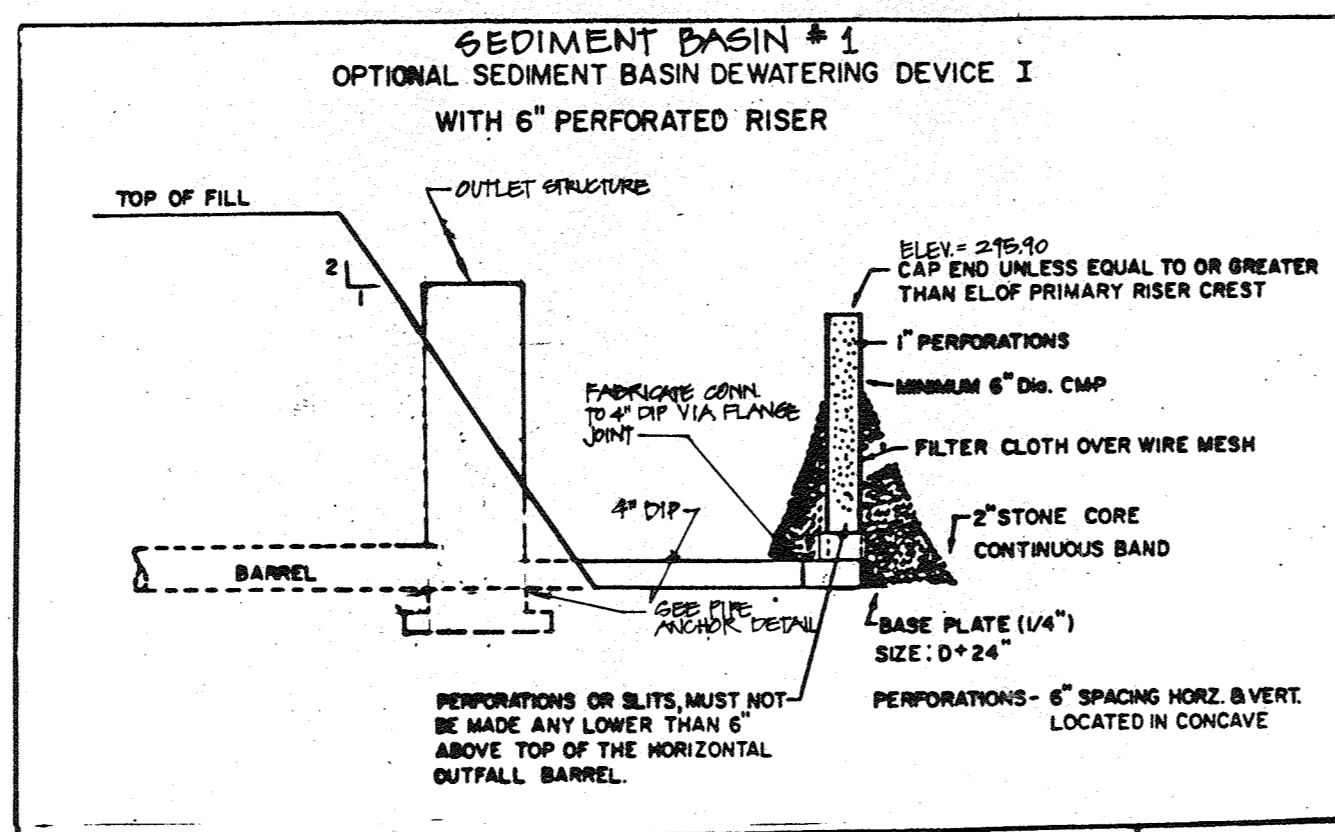 SEDIMENT BASIN # 1
OPTIONAL SEDIMENT BASIN DEWATERING DEVICE I
WITH 6" PERFORATED RISER
TOP OF FILL
OUTLET STRUCTURE
2
1
ELEV. = 295.90
CAP END UNLESS EQUAL TO OR GREATER
THAN EL. OF PRIMARY RISER CREST
1" PERFORATIONS
MINIMUM 6" Dia. CMP
FABRICATE CONN.
TO 4" DIP VIA FLANGE
JOINT
FILTER CLOTH OVER WIRE MESH
4" DIP
2" STONE CORE
CONTINUOUS BAND
BARREL
SEE PIPE
ANCHOR DETAIL
BASE PLATE (1/4")
SIZE: D+24"
PERFORATIONS OR SLITS, MUST NOT
BE MADE ANY LOWER THAN 6"
ABOVE TOP OF THE HORIZONTAL
OUTFALL BARREL.
PERFORATIONS - 6" SPACING HORZ. & VERT.
LOCATED IN CONCAVE